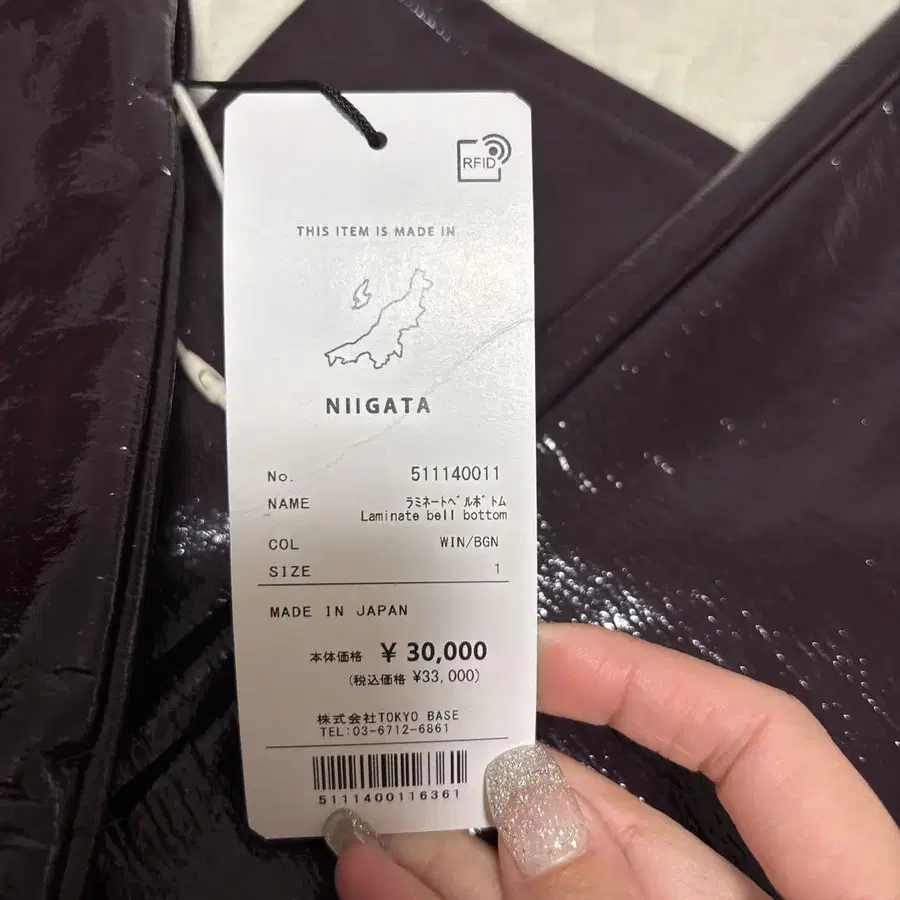 RFID
THIS ITEM IS MADE IN
NIIGATA
No. 511140011
NAME ラミネートベルボトム
Laminate bell bottom
COL WIN/BGN
SIZE 1
MADE IN JAPAN
本体価格 ¥ 30,000
(税込価格 ¥33,000)
株式会社TOKYO BASE
TEL:03-6712-6861
5111400116361